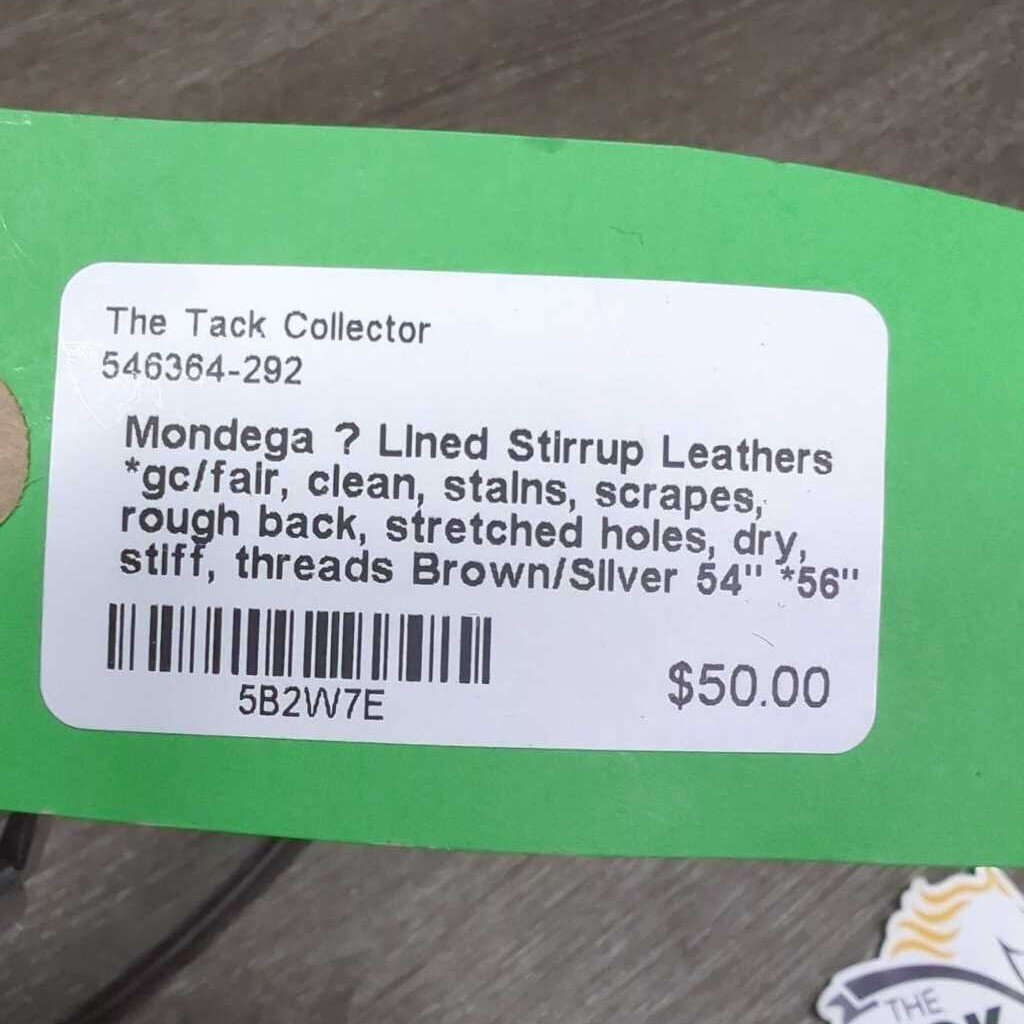 The Tack Collector
546364-292
Mondega ? Lined Stirrup Leathers
*gc/fair, clean, stains, scrapes,
rough back, stretched holes, dry,
stiff, threads Brown/Silver 54" *56"
5B2W7E
$50.00
THE